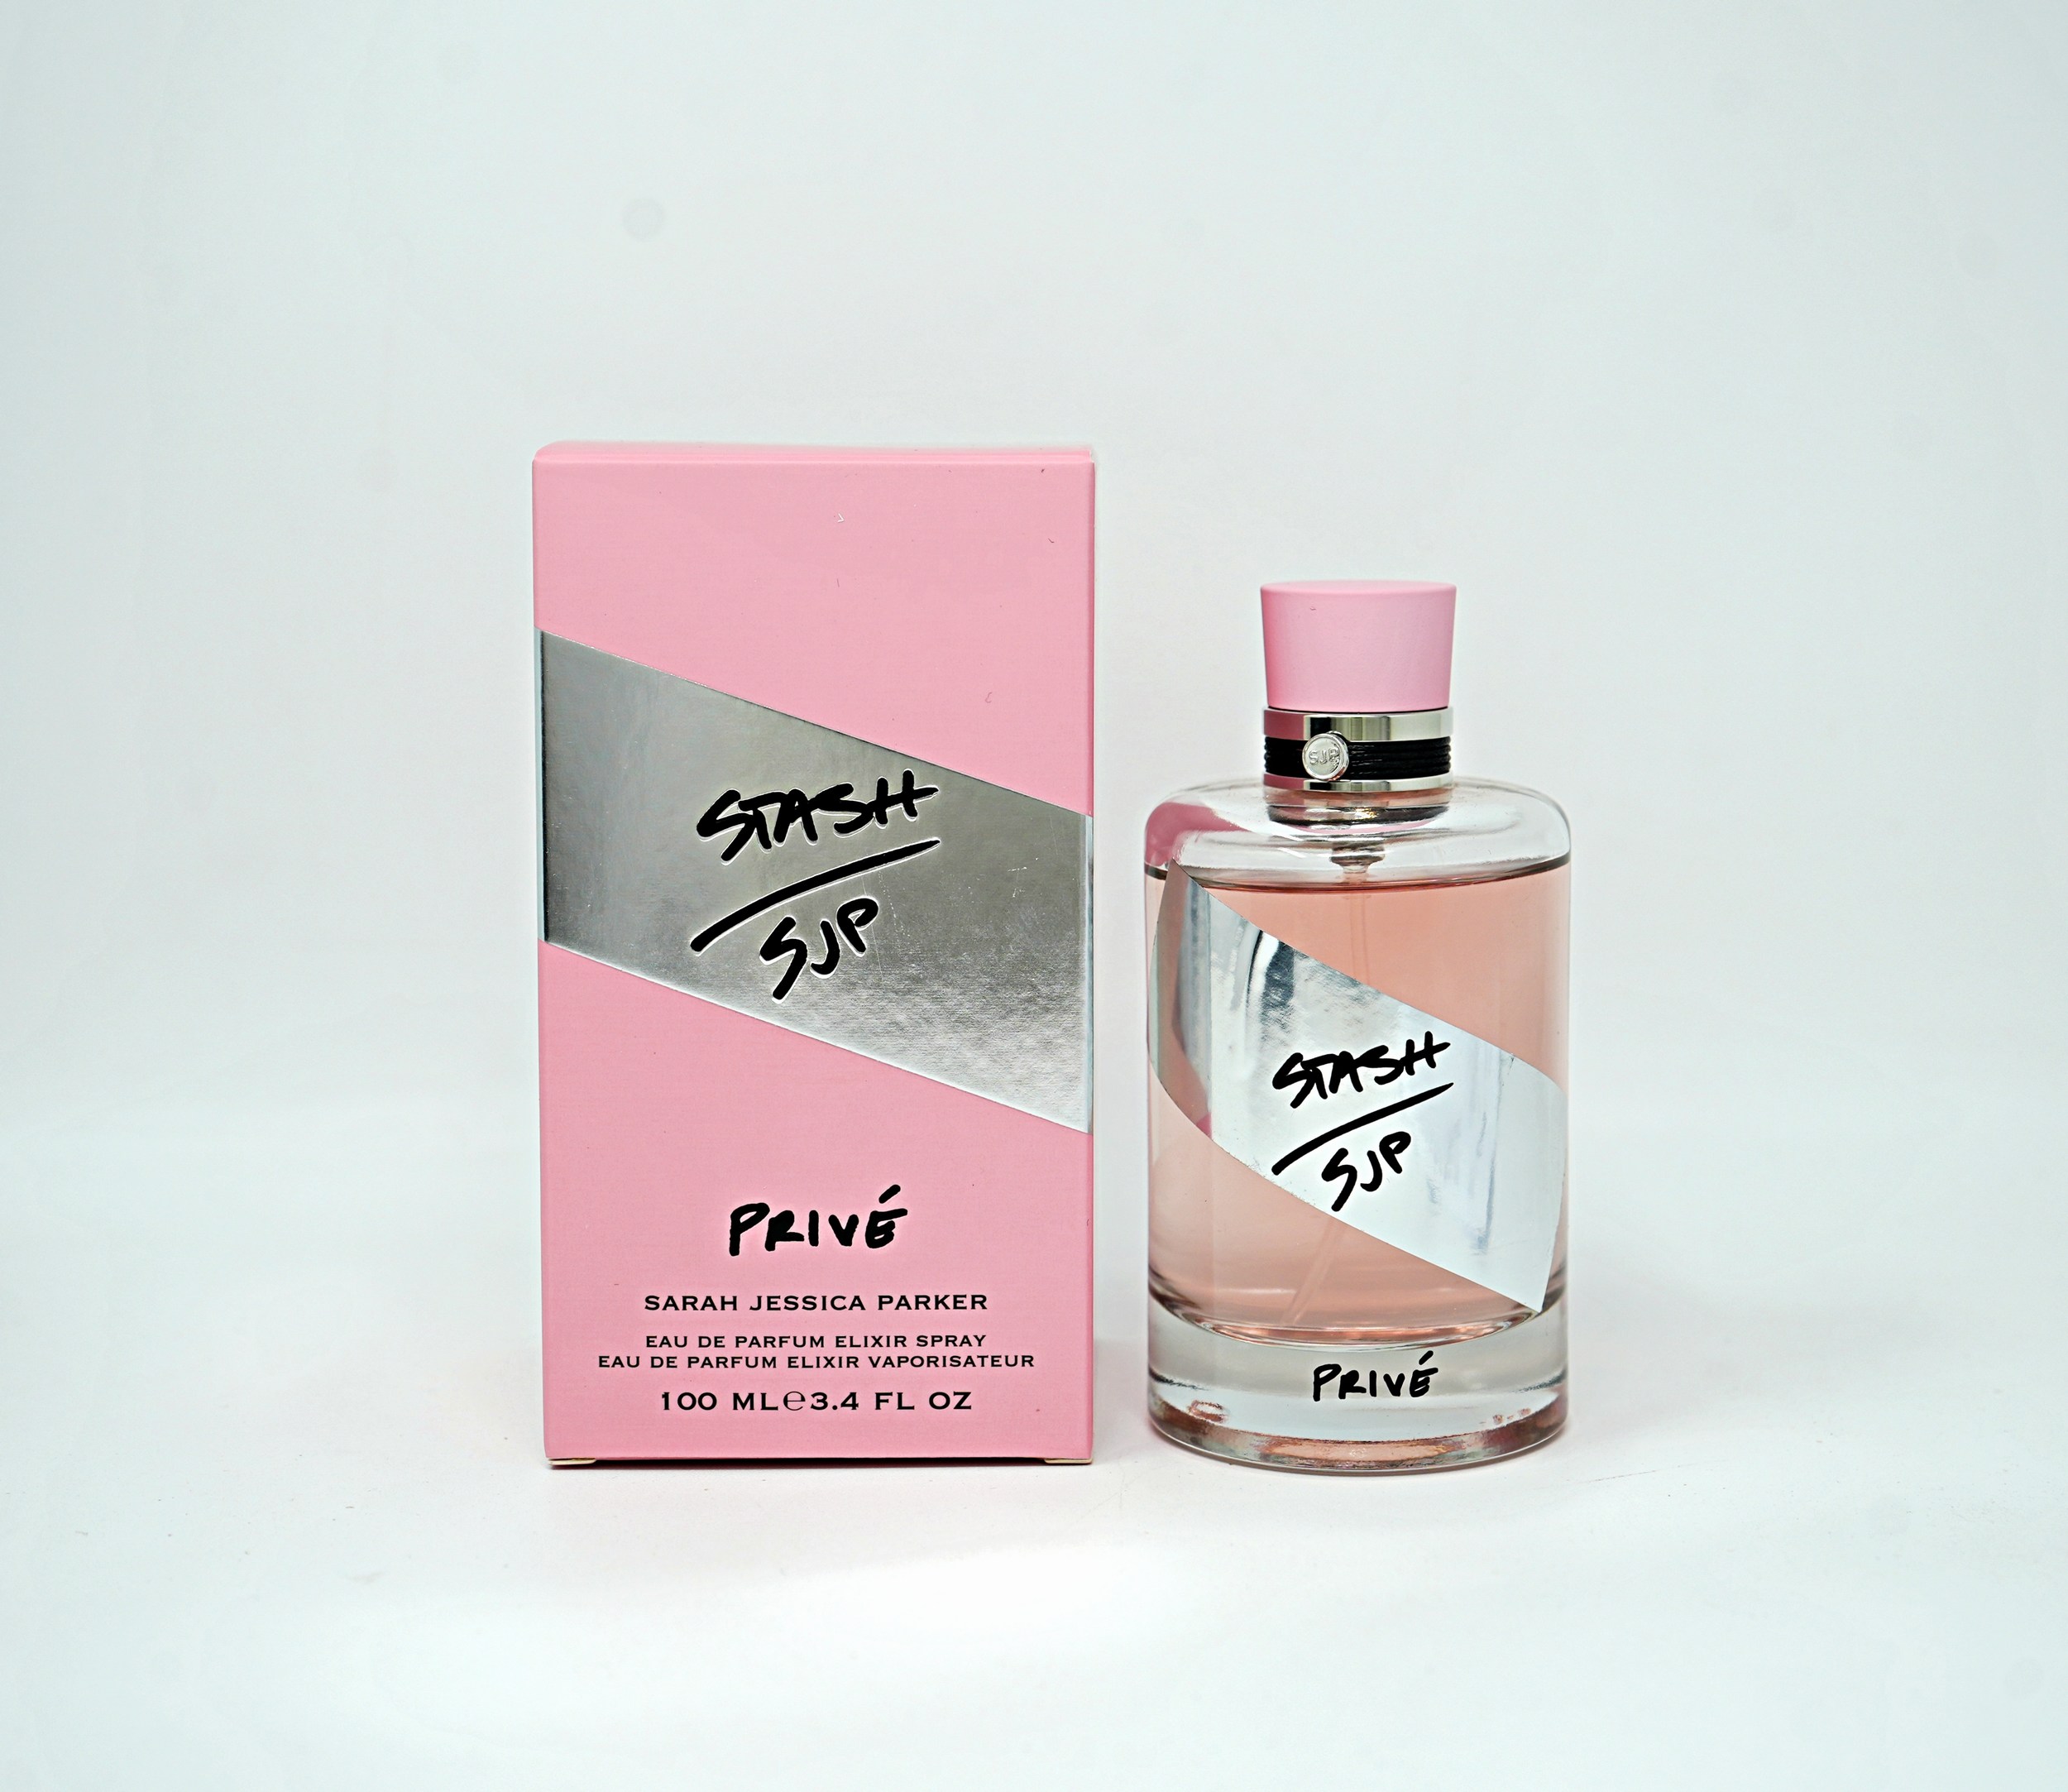 STASH
SJP
PRIVÉ
SARAH JESSICA PARKER
EAU DE PARFUM ELIXIR SPRAY
EAU DE PARFUM ELIXIR VAPORISATEUR
100 ML℮3.4 FL OZ
SJP
STASH
SJP
PRIVÉ